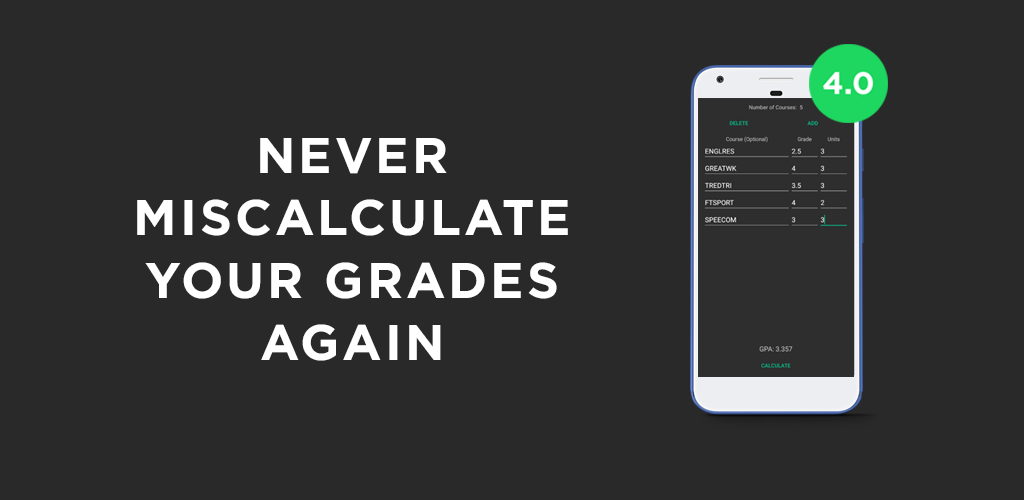 NEVER
MISCALCULATE
YOUR GRADES
AGAIN
4.0
Number of Courses: 5
DELETE ADD
Course (Optional) Grade Units
ENGLRES 2.5 3
GREATWK 4 3
TREDTRI 3.5 3
FTSPORT 4 2
SPEECOM 3 3
GPA: 3.357
CALCULATE